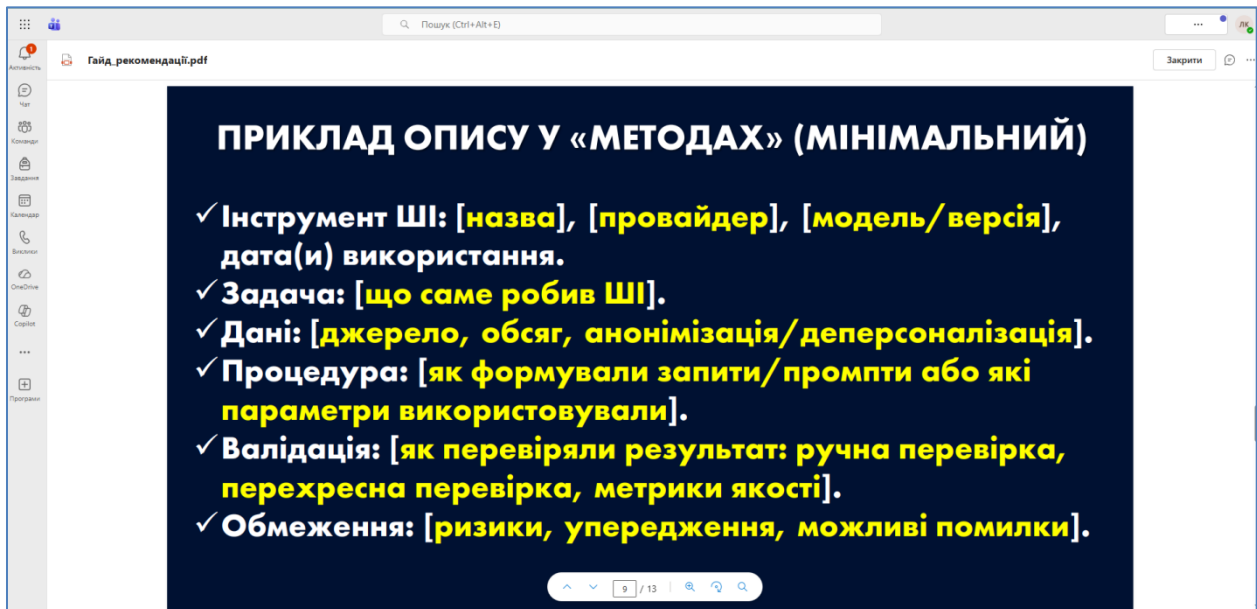 Пошук (Ctrl+Alt+E)
ЛК
1
Активність
Чат
Команди
Завдання
Календар
Виклики
OneDrive
Copilot
Програми
Гайд_рекомендації.pdf
Закрити
ПРИКЛАД ОПИСУ У «МЕТОДАХ» (МІНІМАЛЬНИЙ)
✓ Інструмент ШІ: [назва], [провайдер], [модель/версія],
дата(и) використання.
✓ Задача: [що саме робив ШІ].
✓ Дані: [джерело, обсяг, анонімізація/деперсоналізація].
✓ Процедура: [як формували запити/промпти або які
параметри використовували].
✓ Валідація: [як перевіряли результат: ручна перевірка,
перехресна перевірка, метрики якості].
✓ Обмеження: [ризики, упередження, можливі помилки].
9 / 13